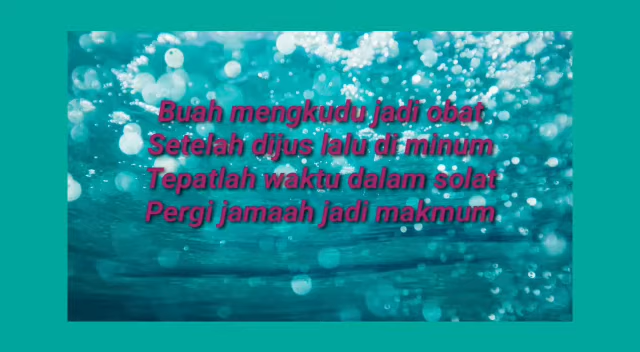 Buah mengkudu jadi obat
Setelah dijus lalu di minum
Tepatlah waktu dalam solat
Pergi jamaah jadi makmum